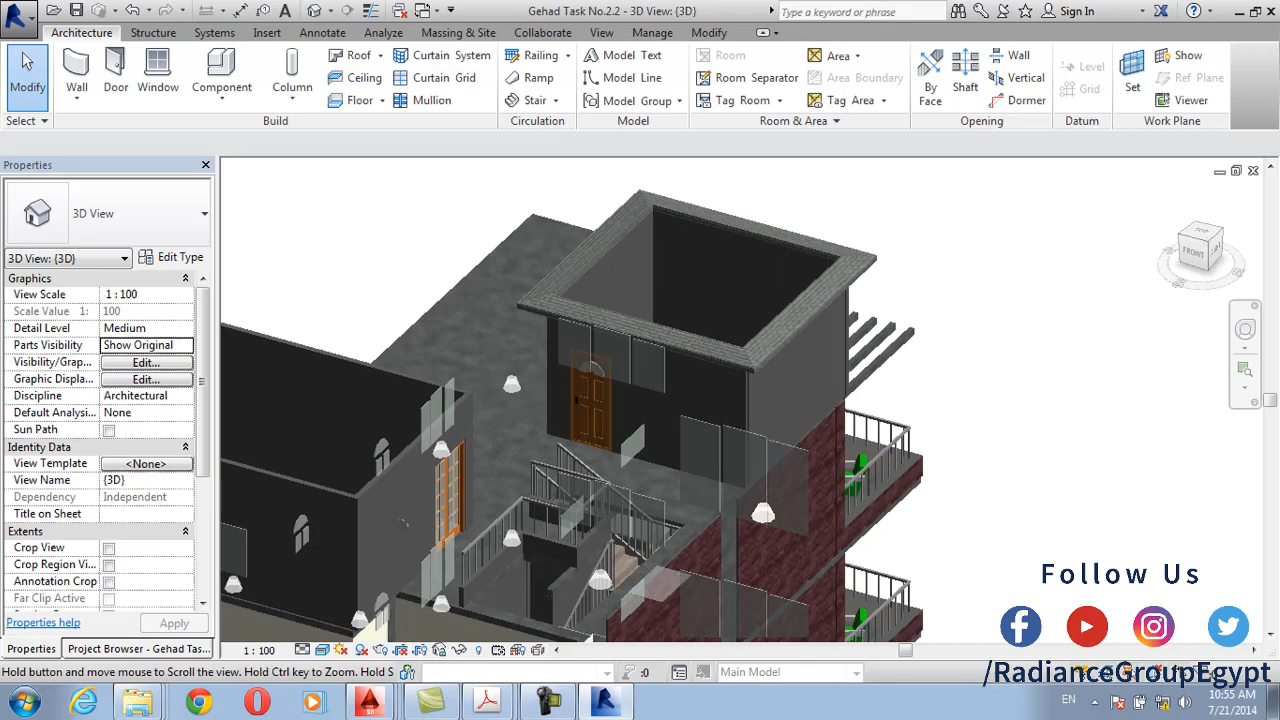 Gehad Task No.2.2 - 3D View: {3D}
Type a keyword or phrase
Sign In
Architecture Structure Systems Insert Annotate Analyze Massing & Site Collaborate View Manage Modify
Modify
Wall
Door
Window
Component
Column
Roof
Ceiling
Floor
Curtain System
Curtain Grid
Mullion
Railing
Ramp
Stair
Model Text
Model Line
Model Group
Room
Room Separator
Tag Room
Area
Area Boundary
Tag Area
By Face
Shaft
Wall
Vertical
Dormer
Level
Grid
Set
Show
Ref Plane
Viewer
Select Build Circulation Model Room & Area Opening Datum Work Plane
Properties
3D View
3D View: {3D} Edit Type
Graphics
View Scale 1 : 100
Scale Value 1: 100
Detail Level Medium
Parts Visibility Show Original
Visibility/Grap... Edit...
Graphic Displa... Edit...
Discipline Architectural
Default Analysi... None
Sun Path
Identity Data
View Template <None>
View Name {3D}
Dependency Independent
Title on Sheet
Extents
Crop View
Crop Region Vi...
Annotation Crop
Far Clip Active
Properties help Apply
Properties Project Browser - Gehad Tas...
TOP
FRONT
1 : 100
Hold button and move mouse to Scroll the view. Hold Ctrl key to Zoom. Hold S
:0
Main Model
Follow Us
/RadianceGroupEgypt
EN
10:55 AM
7/21/2014